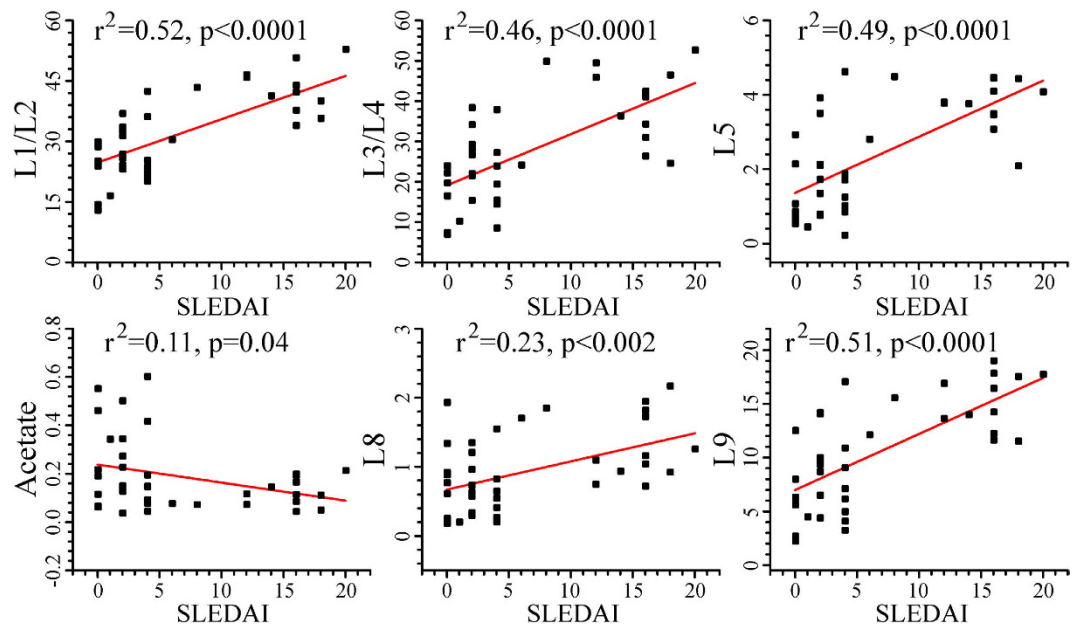 r²=0.52, p<0.0001
60
45
30
15
0
L1/L2
0 5 10 15 20
SLEDAI
r²=0.46, p<0.0001
60
50
40
30
20
10
0
L3/L4
0 5 10 15 20
SLEDAI
r²=0.49, p<0.0001
6
4
2
0
L5
0 5 10 15 20
SLEDAI
r²=0.11, p=0.04
0.8
0.6
0.4
0.2
0.0
-0.2
Acetate
0 5 10 15 20
SLEDAI
r²=0.23, p<0.002
3
2
1
0
L8
0 5 10 15 20
SLEDAI
r²=0.51, p<0.0001
20
15
10
5
0
L9
0 5 10 15 20
SLEDAI